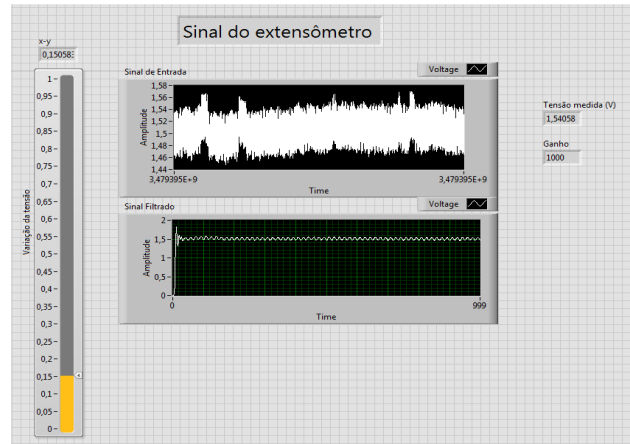 Sinal do extensômetro
x-y
0,15058:
Variação da tensão
1
0,95
0,9
0,85
0,8
0,75
0,7
0,65
0,6
0,55
0,5
0,45
0,4
0,35
0,3
0,25
0,2
0,15
0,1
0,05
0
Sinal de Entrada
Voltage
Amplitude
1,58
1,56
1,54
1,52
1,5
1,48
1,46
1,44
3,479395E+9
3,479395E+9
Time
Sinal Filtrado
Voltage
Amplitude
2
1,5
1
0,5
0
0
999
Time
Tensão medida (V)
1,54058
Ganho
1000